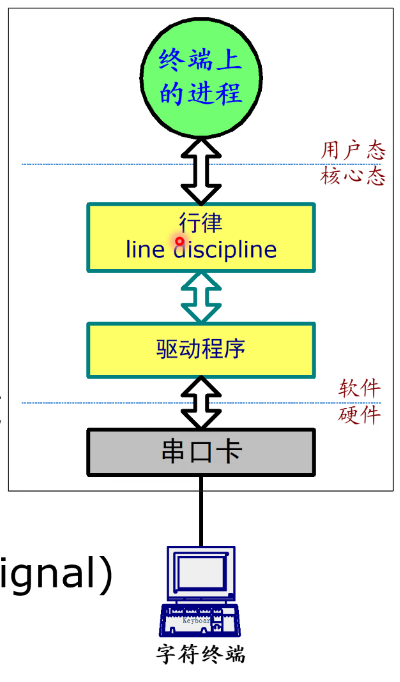 终端上
的进程
用户态
核心态
行律
line discipline
驱动程序
软件
硬件
串口卡
ignal)
Keyboard
字符终端